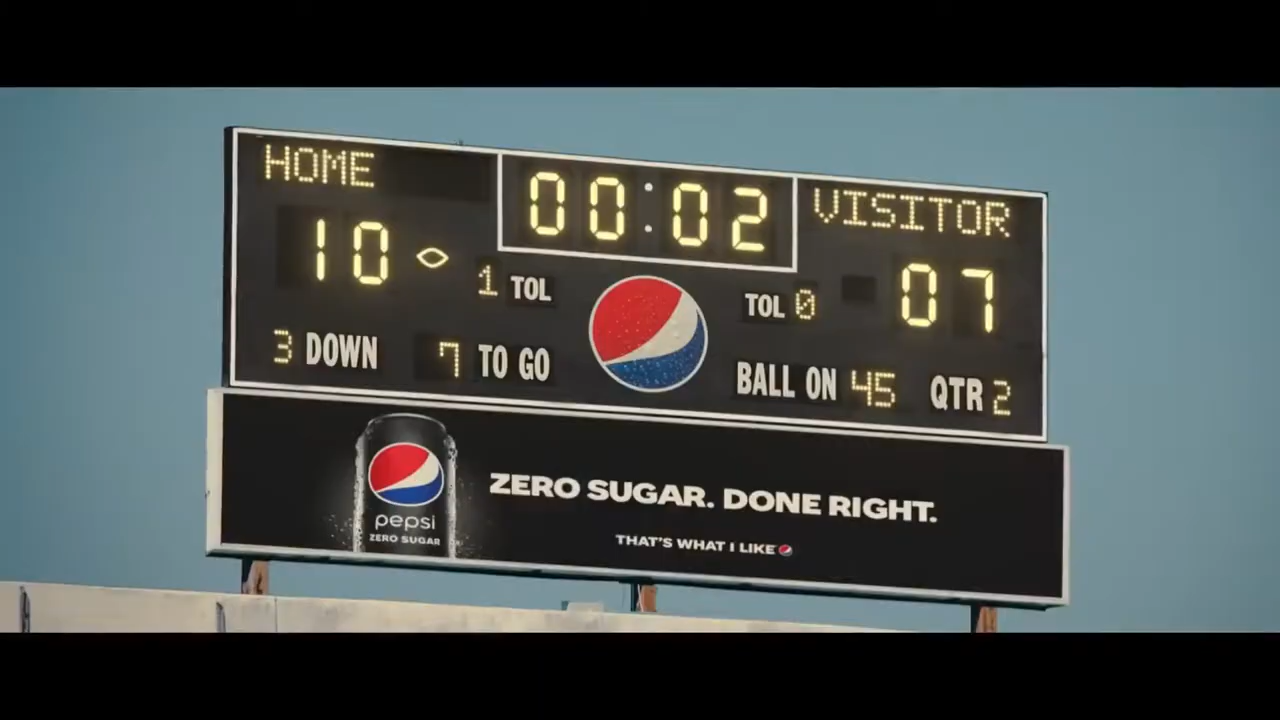 HOME
00:02
VISITOR
10
1 TOL
TOL 0
07
3 DOWN
7 TO GO
BALL ON 45
QTR 2
pepsi
ZERO SUGAR
ZERO SUGAR. DONE RIGHT.
THAT'S WHAT I LIKE